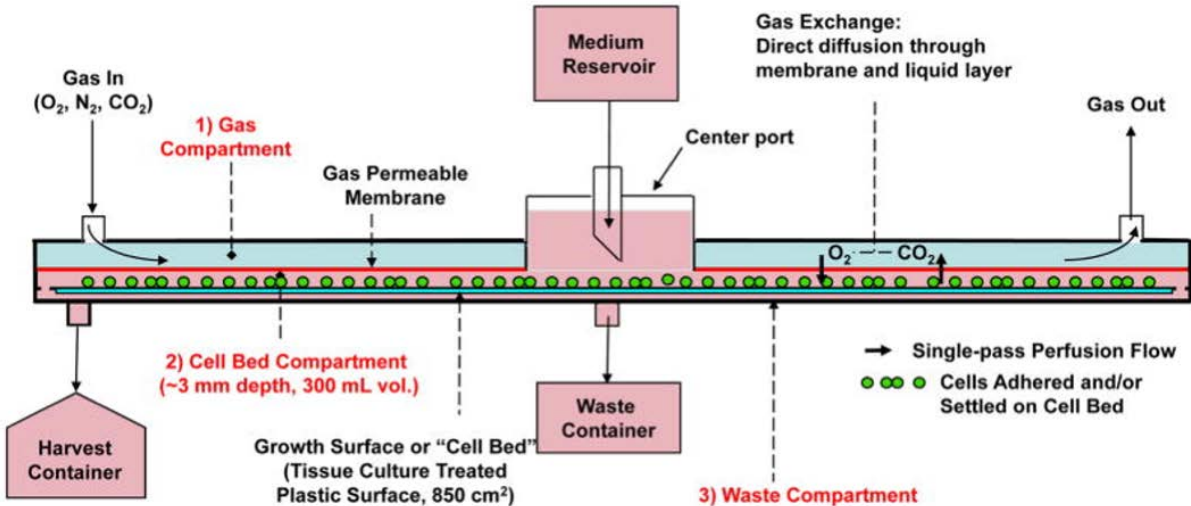 Gas In
(O₂, N₂, CO₂)
1) Gas
Compartment
Gas Permeable
Membrane
Medium
Reservoir
Center port
Gas Exchange:
Direct diffusion through
membrane and liquid layer
Gas Out
O₂
CO₂
2) Cell Bed Compartment
(~3 mm depth, 300 mL vol.)
Harvest
Container
Growth Surface or “Cell Bed”
(Tissue Culture Treated
Plastic Surface, 850 cm²)
Waste
Container
3) Waste Compartment
Single-pass Perfusion Flow
Cells Adhered and/or
Settled on Cell Bed